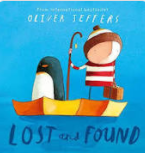 From international bestseller
OLIVER JEFFERS
LOST and FOUND